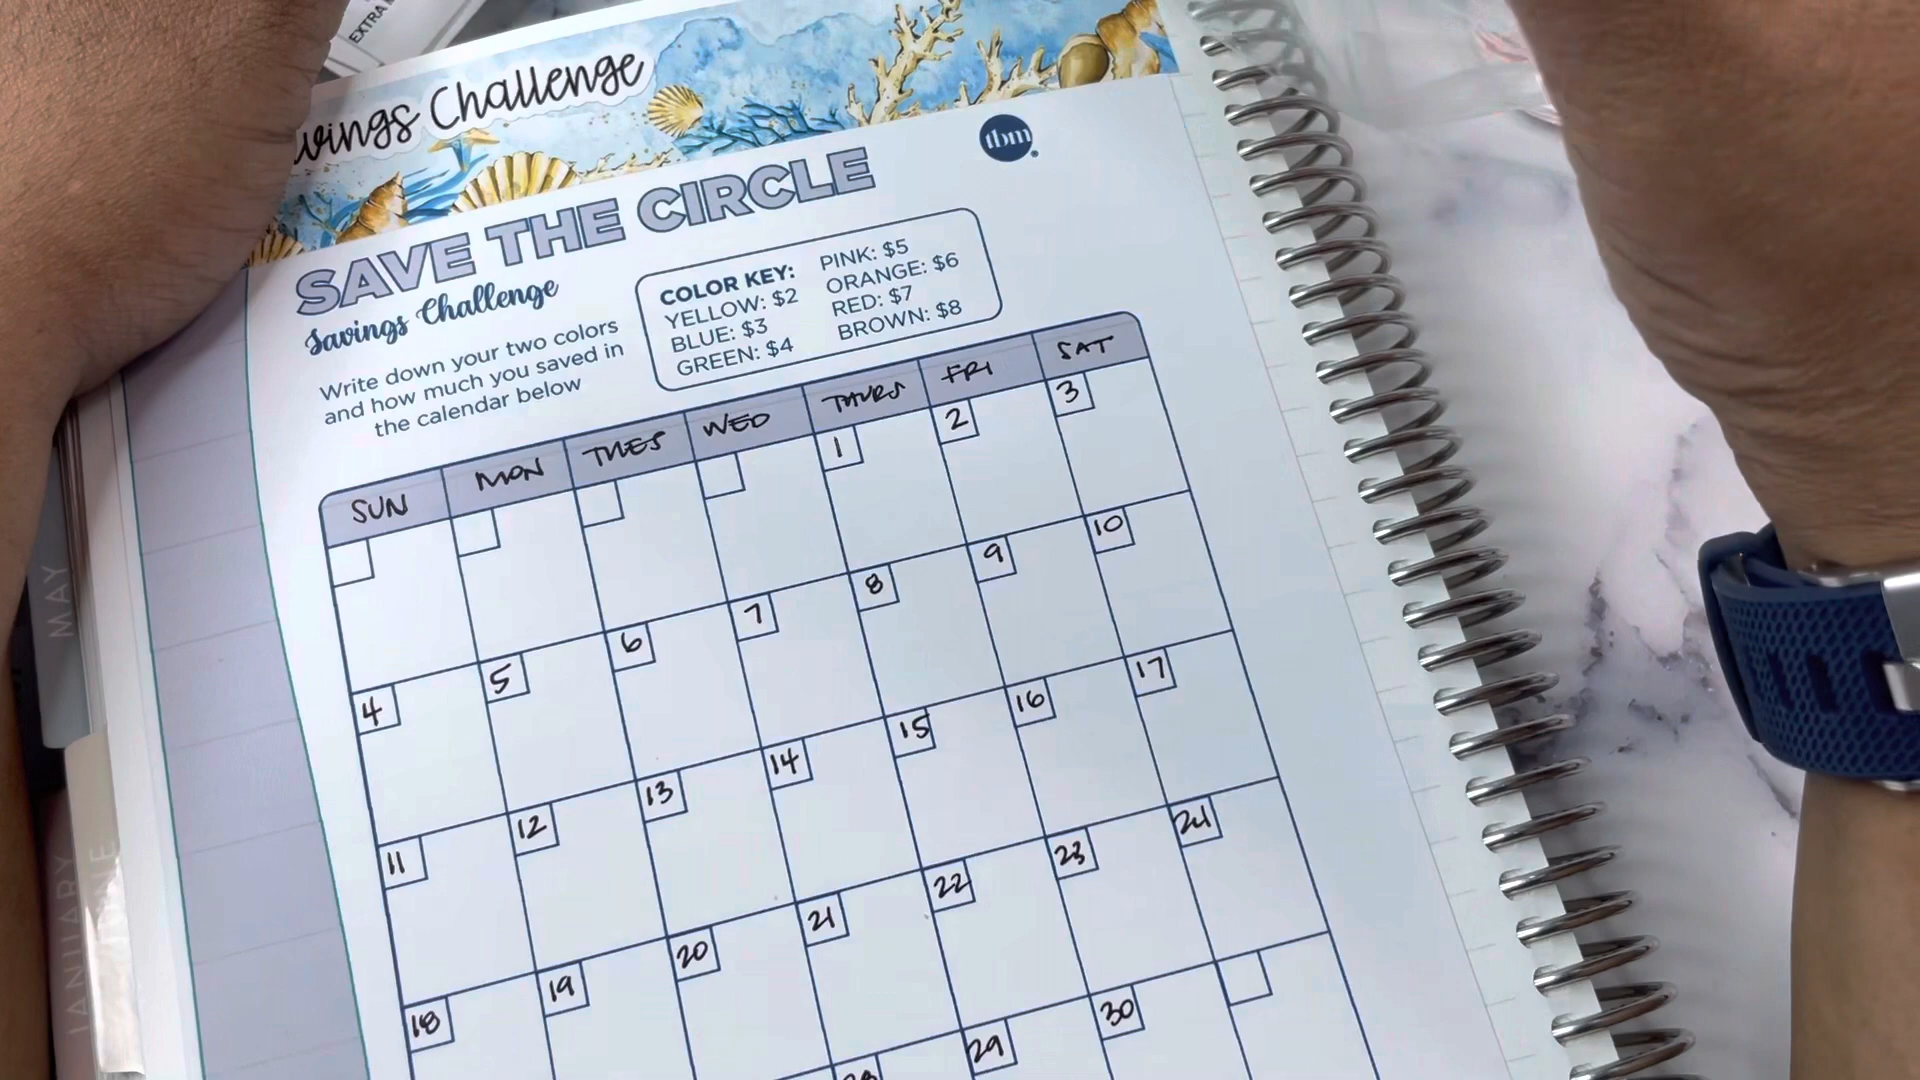 EXTRA
Savings Challenge
tbm
SAVE THE CIRCLE
Savings Challenge
Write down your two colors
and how much you saved in
the calendar below
COLOR KEY:
YELLOW: $2
BLUE: $3
GREEN: $4
PINK: $5
ORANGE: $6
RED: $7
BROWN: $8
SUN MON TUES WED THURS FRI SAT
1 2 3
4 5 6 7 8 9 10
11 12 13 14 15 16 17
18 19 20 21 22 23 24
29 30
MAY
JANUARY